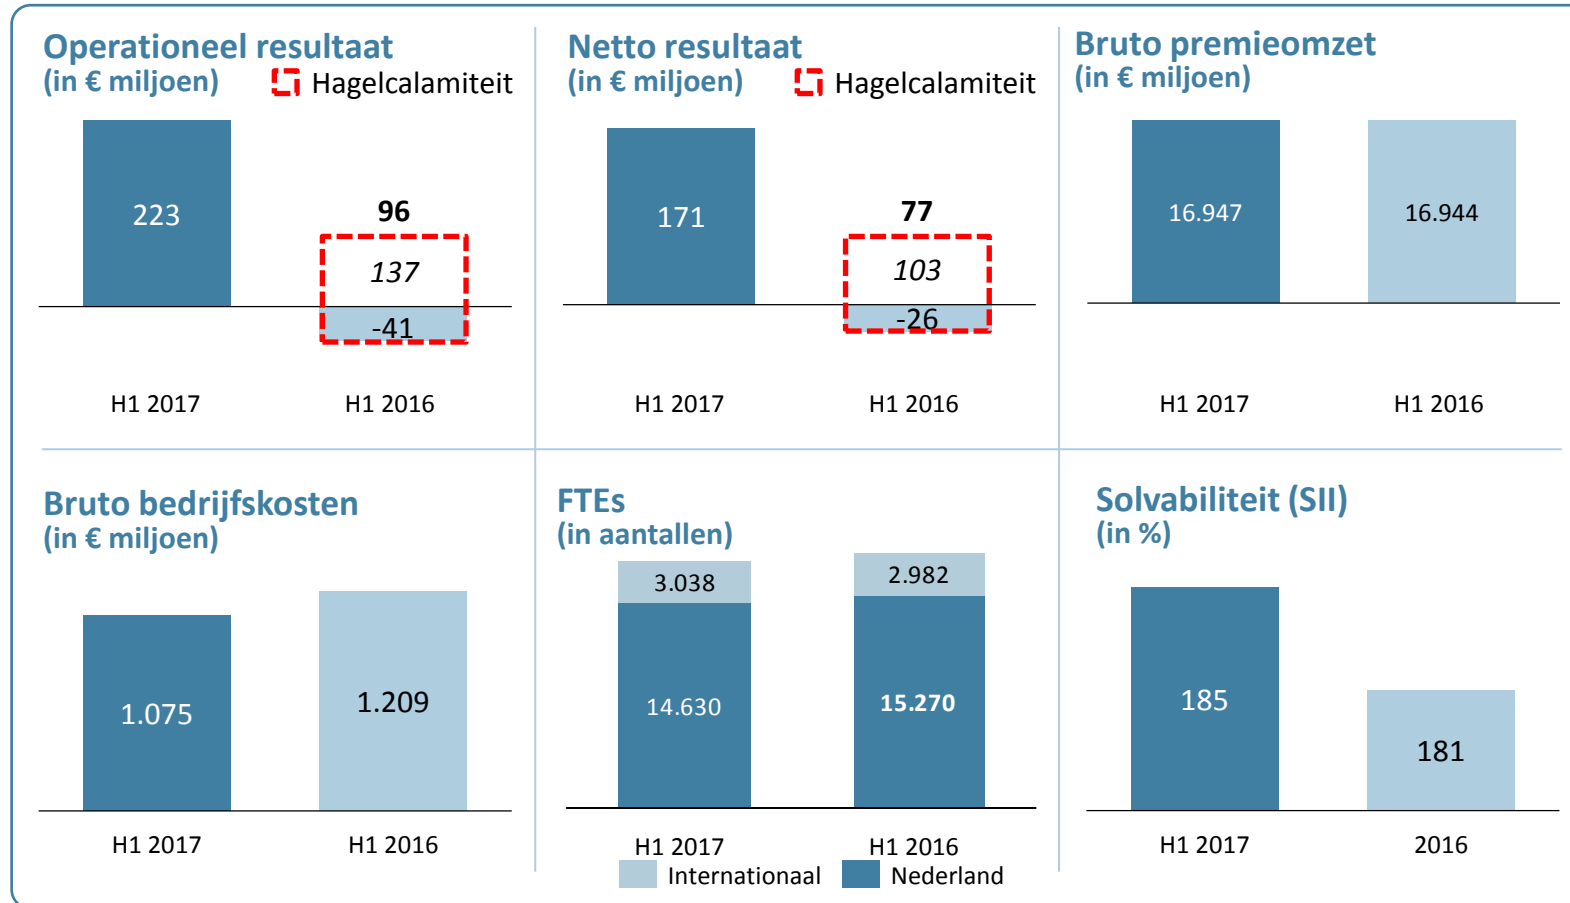 Operationeel resultaat
(in € miljoen)
Hagelcalamiteit
223
96
137
-41
H1 2017
H1 2016
Netto resultaat
(in € miljoen)
Hagelcalamiteit
171
77
103
-26
H1 2017
H1 2016
Bruto premieomzet
(in € miljoen)
16.947
16.944
H1 2017
H1 2016
Bruto bedrijfskosten
(in € miljoen)
1.075
1.209
H1 2017
H1 2016
FTEs
(in aantallen)
3.038
2.982
14.630
15.270
H1 2017
H1 2016
Internationaal
Nederland
Solvabiliteit (SII)
(in %)
185
181
H1 2017
2016